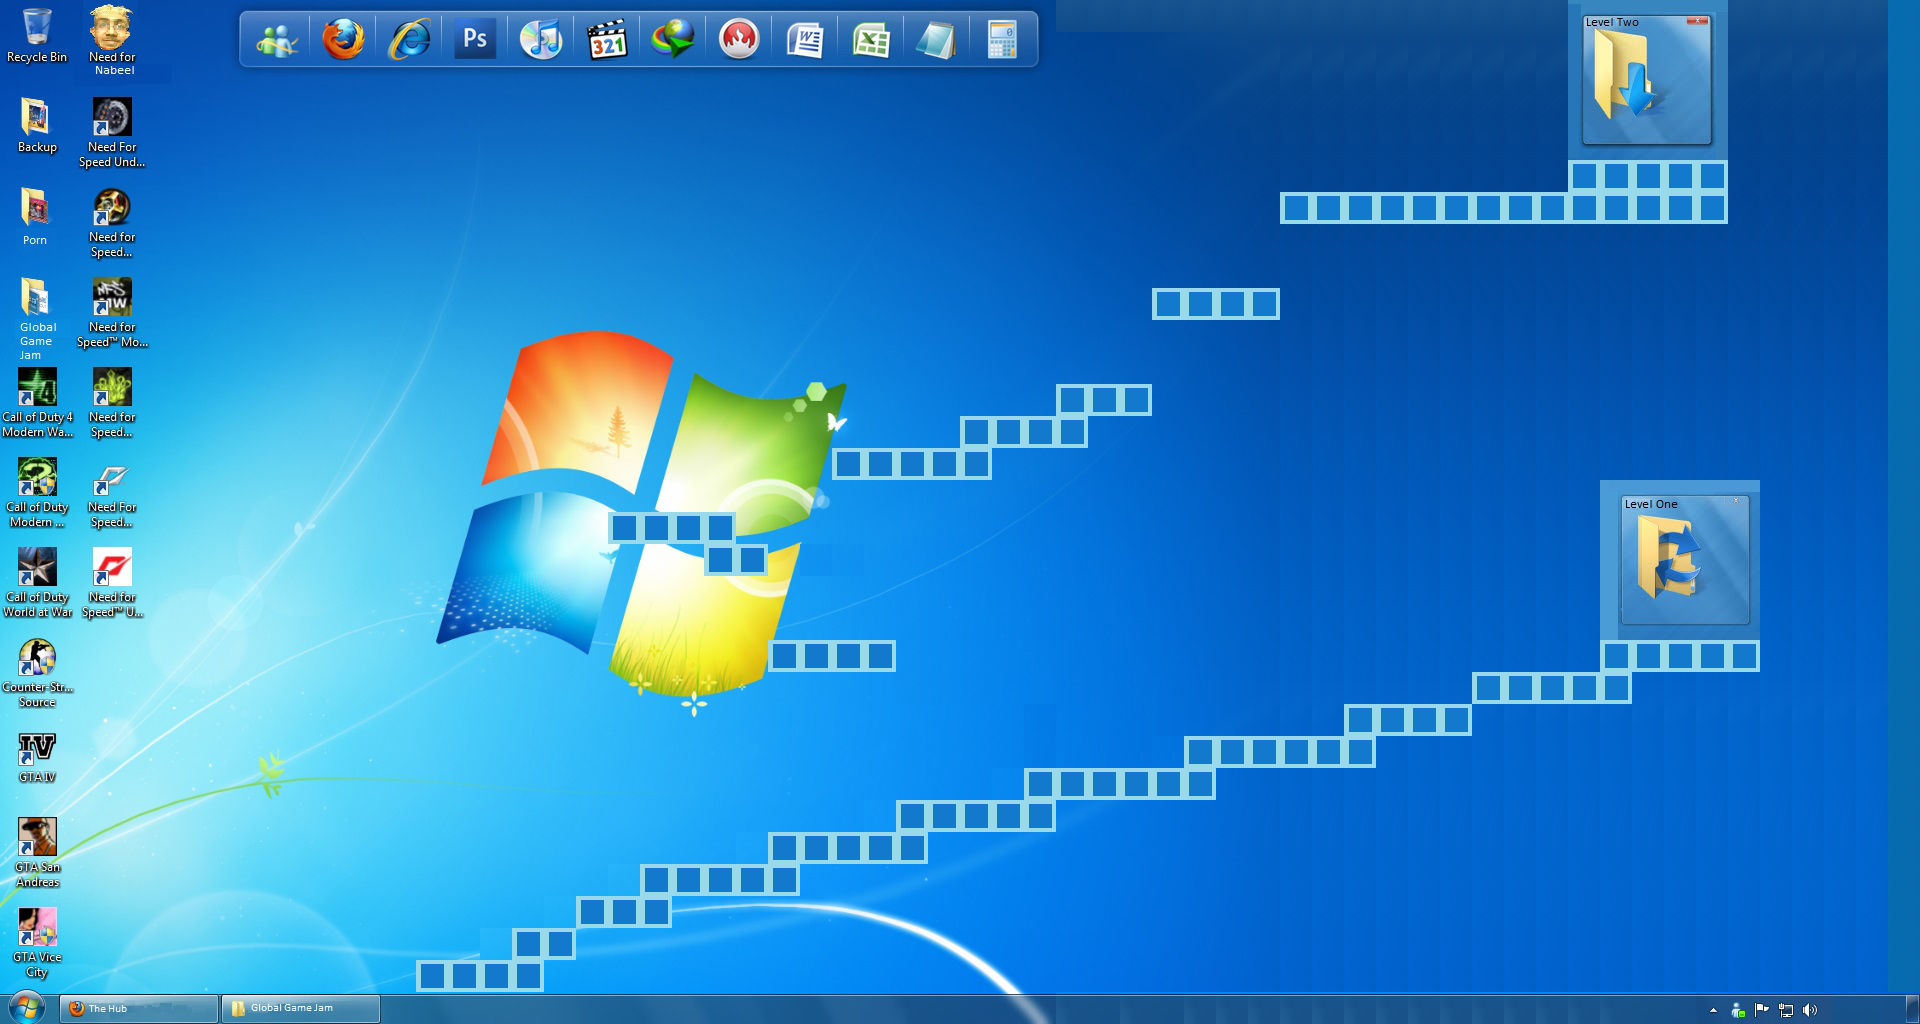 Recycle Bin
Need for
Nabeel
Backup
Need For
Speed Und...
Porn
Need for
Speed...
Global
Game
Jam
Need for
Speed™ Mo...
Call of Duty 4
Modern Wa...
Need for
Speed...
Call of Duty
Modern ...
Need For
Speed...
Call of Duty
World at War
Need for
Speed™ U...
Counter-Str...
Source
GTA IV
GTA San
Andreas
GTA Vice
City
Ps
321
0
Level Two
Level One
The Hub
Global Game Jam